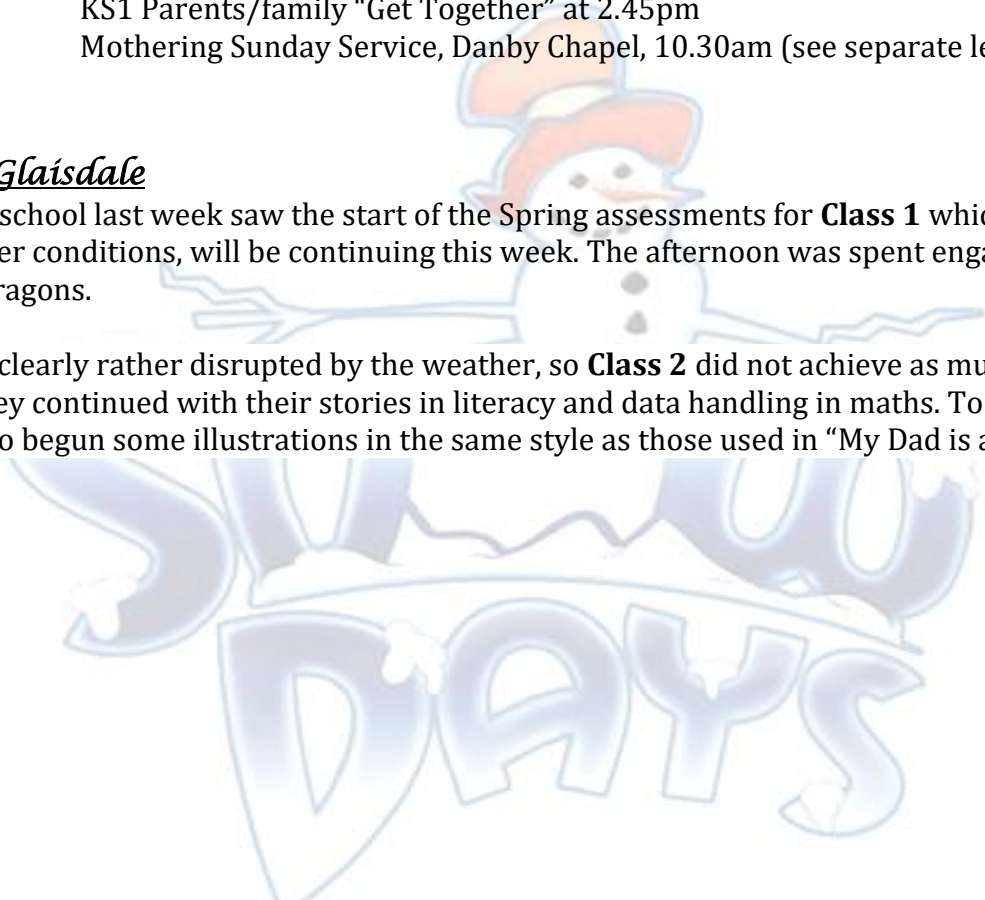 KS1 Parents/family “Get Together” at 2.45pm
Mothering Sunday Service, Danby Chapel, 10.30am (see separate le
Glaisdale
school last week saw the start of the Spring assessments for Class 1 whic
er conditions, will be continuing this week. The afternoon was spent enga
ragons.
clearly rather disrupted by the weather, so Class 2 did not achieve as mu
ey continued with their stories in literacy and data handling in maths. To
o begun some illustrations in the same style as those used in “My Dad is a
SNOW
DAYS